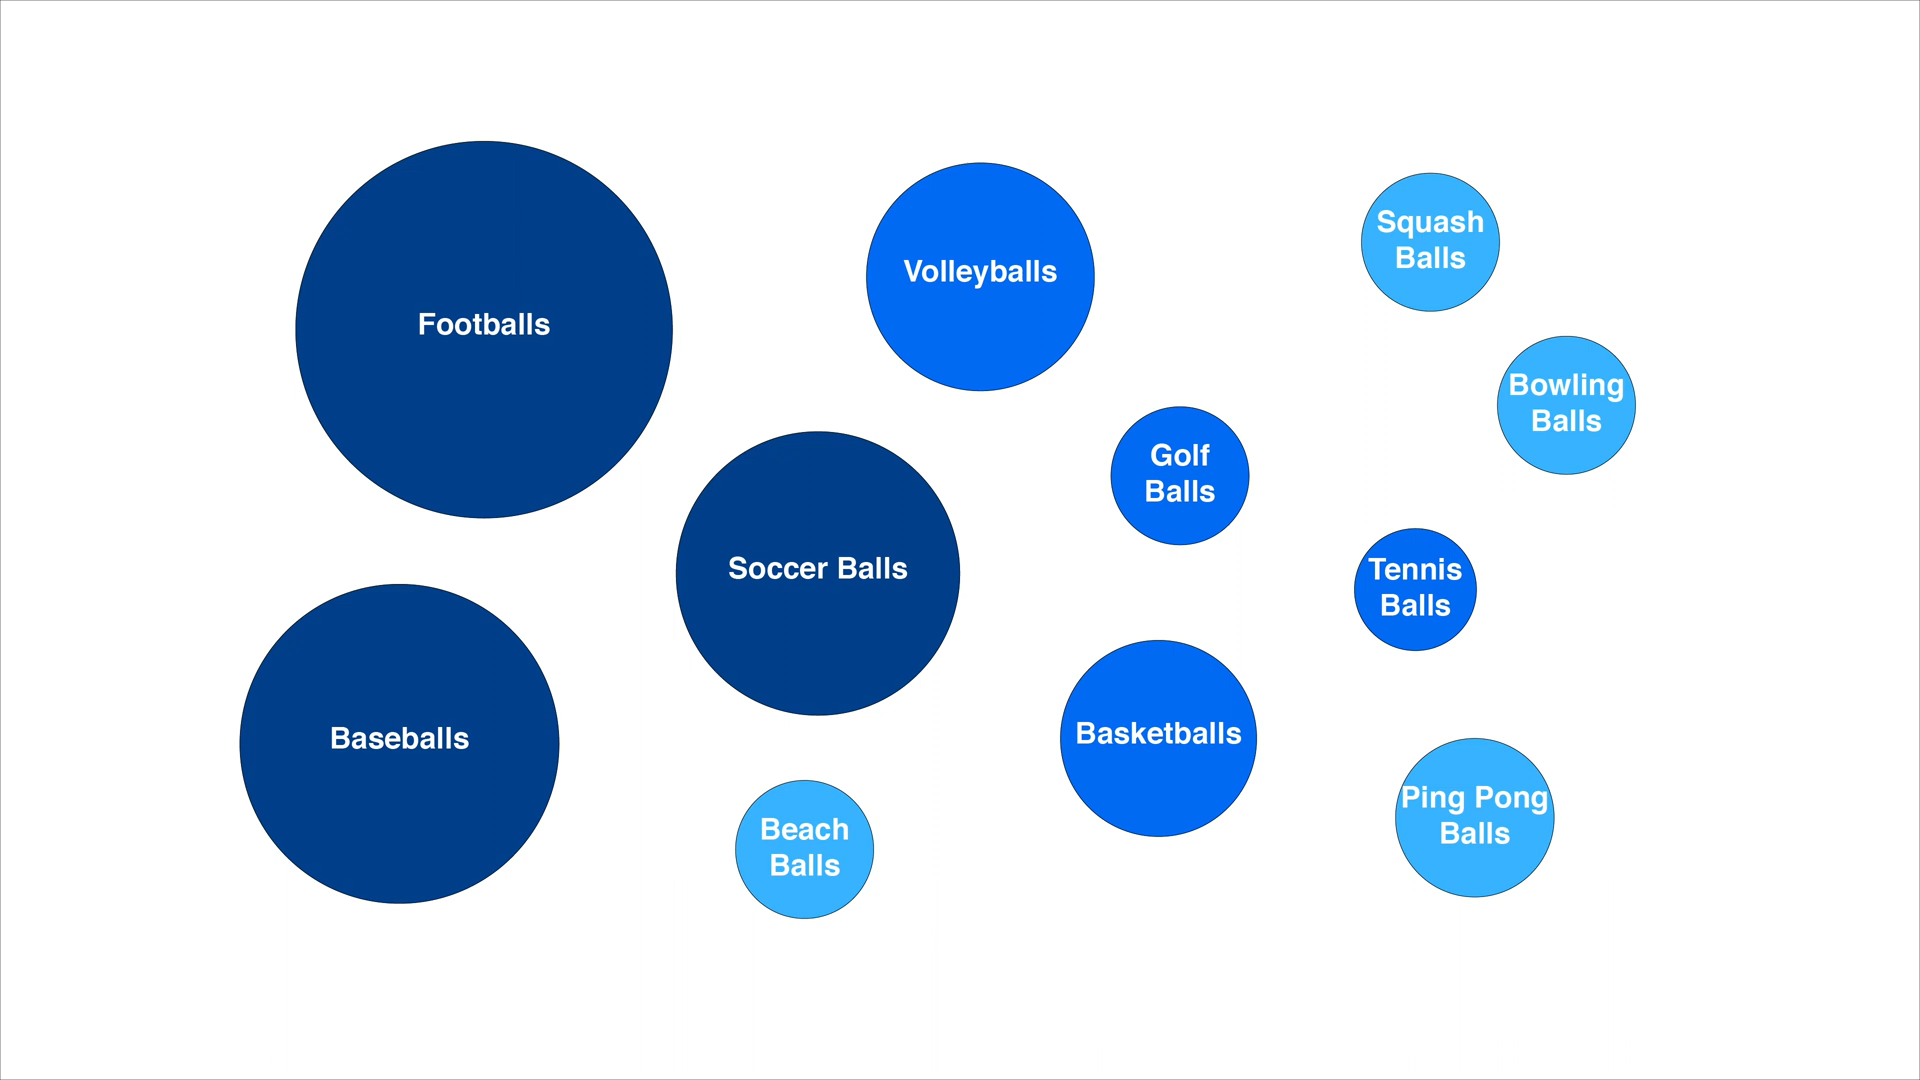 Footballs
Volleyballs
Squash
Balls
Bowling
Balls
Golf
Balls
Soccer Balls
Tennis
Balls
Baseballs
Basketballs
Beach
Balls
Ping Pong
Balls